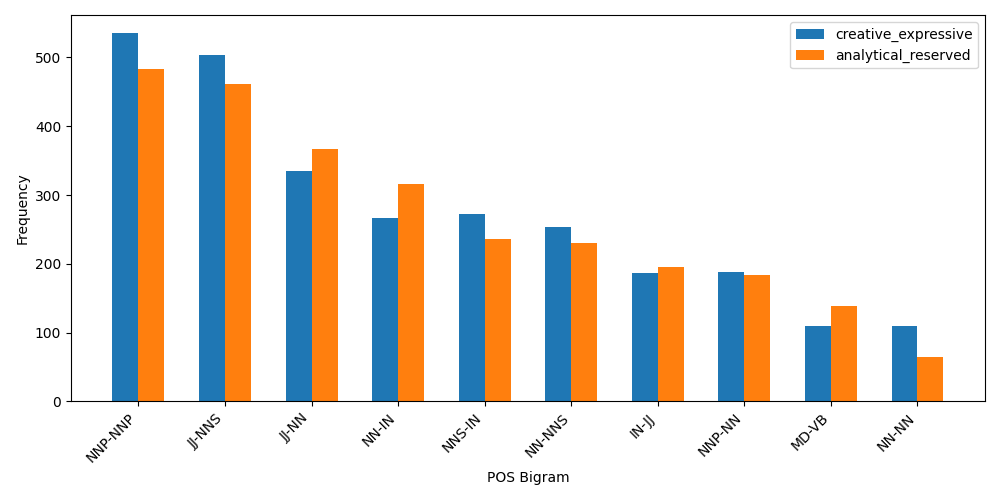 creative_expressive
analytical_reserved
Frequency
500
400
300
200
100
0
NNP-NNP
JJ-NNS
JJ-NN
NN-IN
NNS-IN
NN-NNS
IN-JJ
NNP-NN
MD-VB
NN-NN
POS Bigram